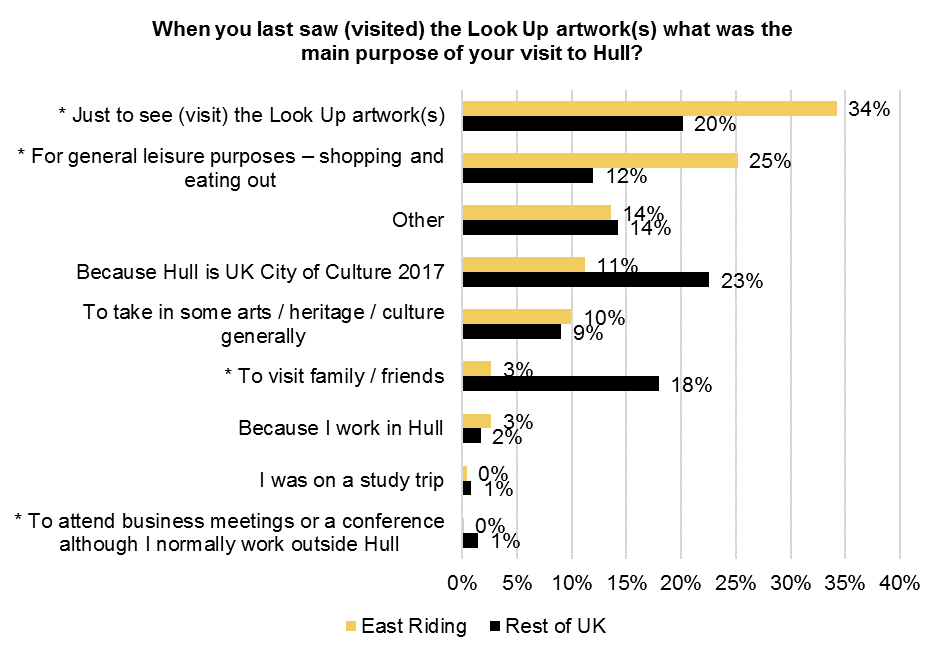 When you last saw (visited) the Look Up artwork(s) what was the
main purpose of your visit to Hull?
* Just to see (visit) the Look Up artwork(s)
34%
20%
* For general leisure purposes – shopping and
eating out
25%
12%
Other
14%
14%
Because Hull is UK City of Culture 2017
11%
23%
To take in some arts / heritage / culture
generally
10%
9%
* To visit family / friends
3%
18%
Because I work in Hull
3%
2%
I was on a study trip
0%
1%
* To attend business meetings or a conference
although I normally work outside Hull
0%
1%
0% 5% 10% 15% 20% 25% 30% 35% 40%
East Riding Rest of UK